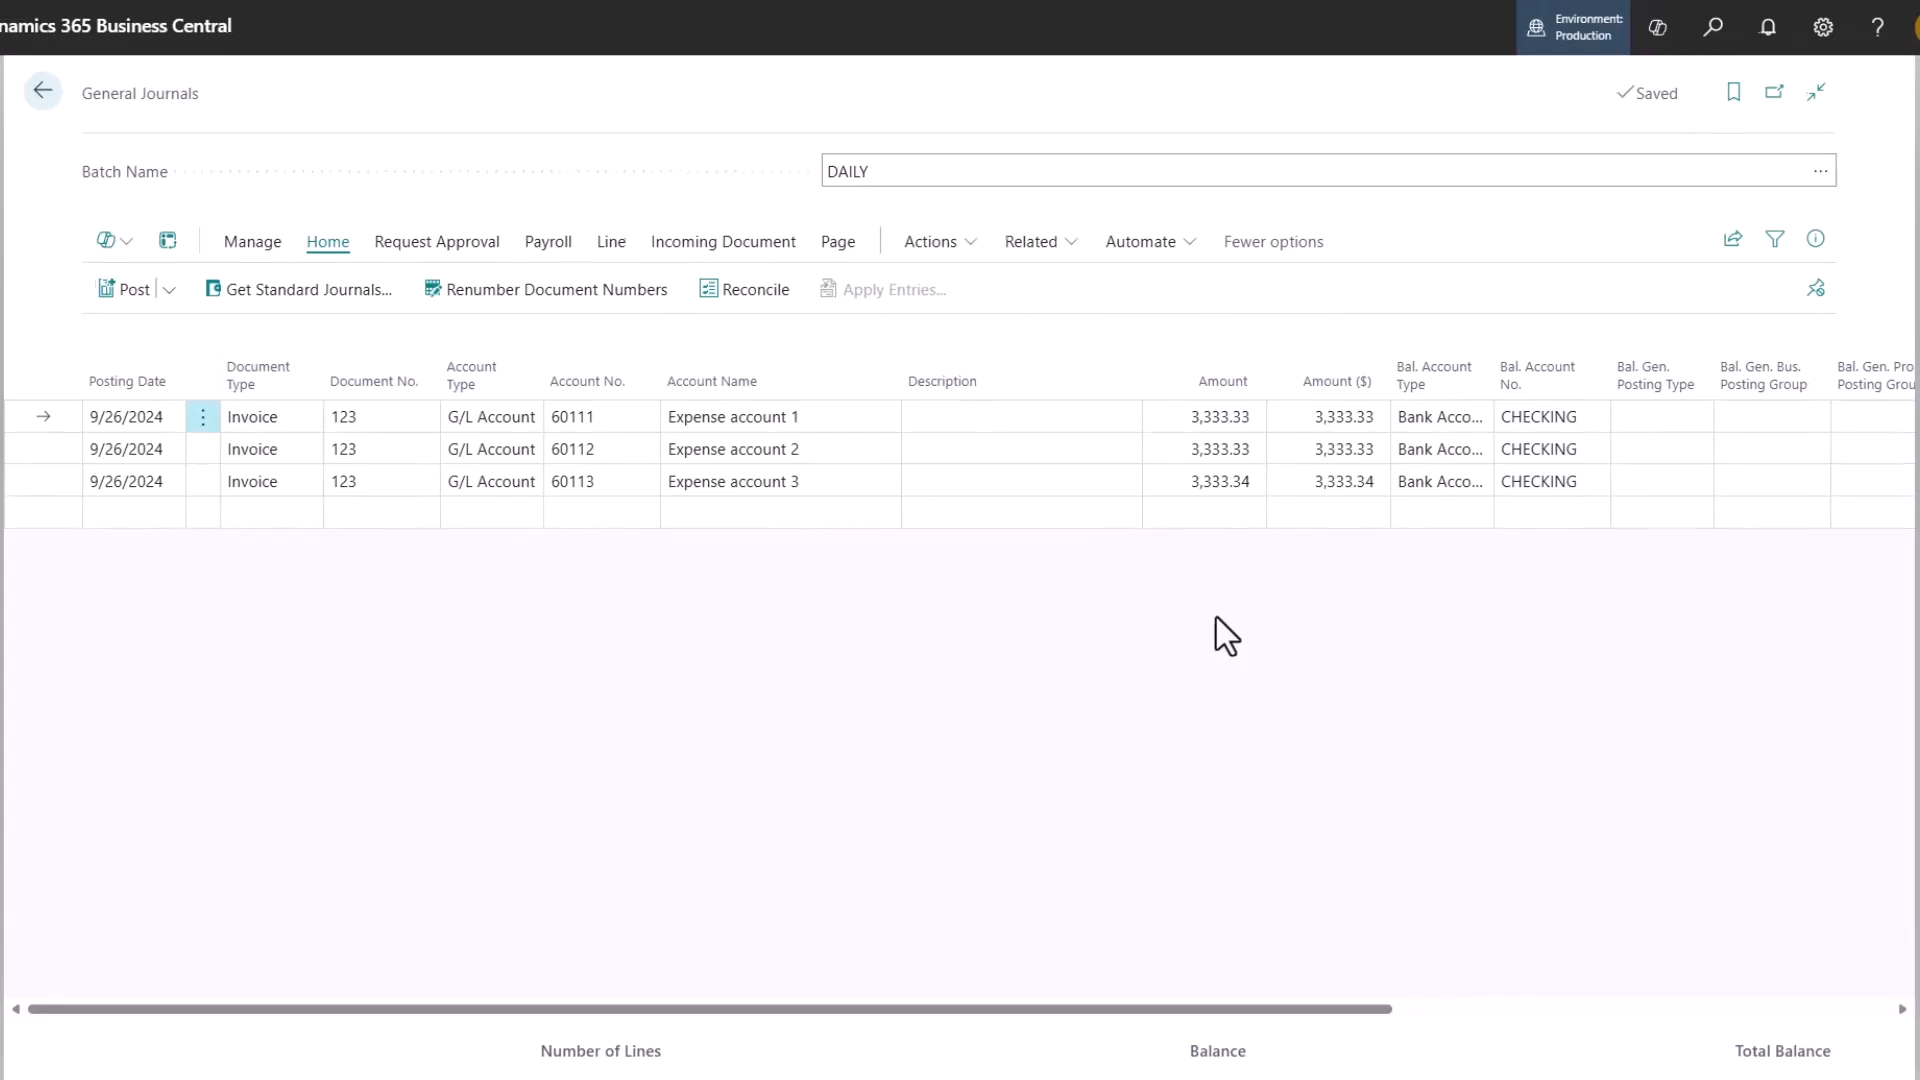 namics 365 Business Central
Environment:
Production
?
General Journals
Saved
Batch Name
DAILY
...
Manage Home Request Approval Payroll Line Incoming Document Page Actions Related Automate Fewer options
Post Get Standard Journals... Renumber Document Numbers Reconcile Apply Entries...
Posting Date Document Type Document No. Account Type Account No. Account Name Description Amount Amount ($) Bal. Account Type Bal. Account No. Bal. Gen. Posting Type Bal. Gen. Bus. Posting Group Bal. Gen. Pro Posting Grou
9/26/2024 Invoice 123 G/L Account 60111 Expense account 1 3,333.33 3,333.33 Bank Acco... CHECKING
9/26/2024 Invoice 123 G/L Account 60112 Expense account 2 3,333.33 3,333.33 Bank Acco... CHECKING
9/26/2024 Invoice 123 G/L Account 60113 Expense account 3 3,333.34 3,333.34 Bank Acco... CHECKING
Number of Lines Balance Total Balance